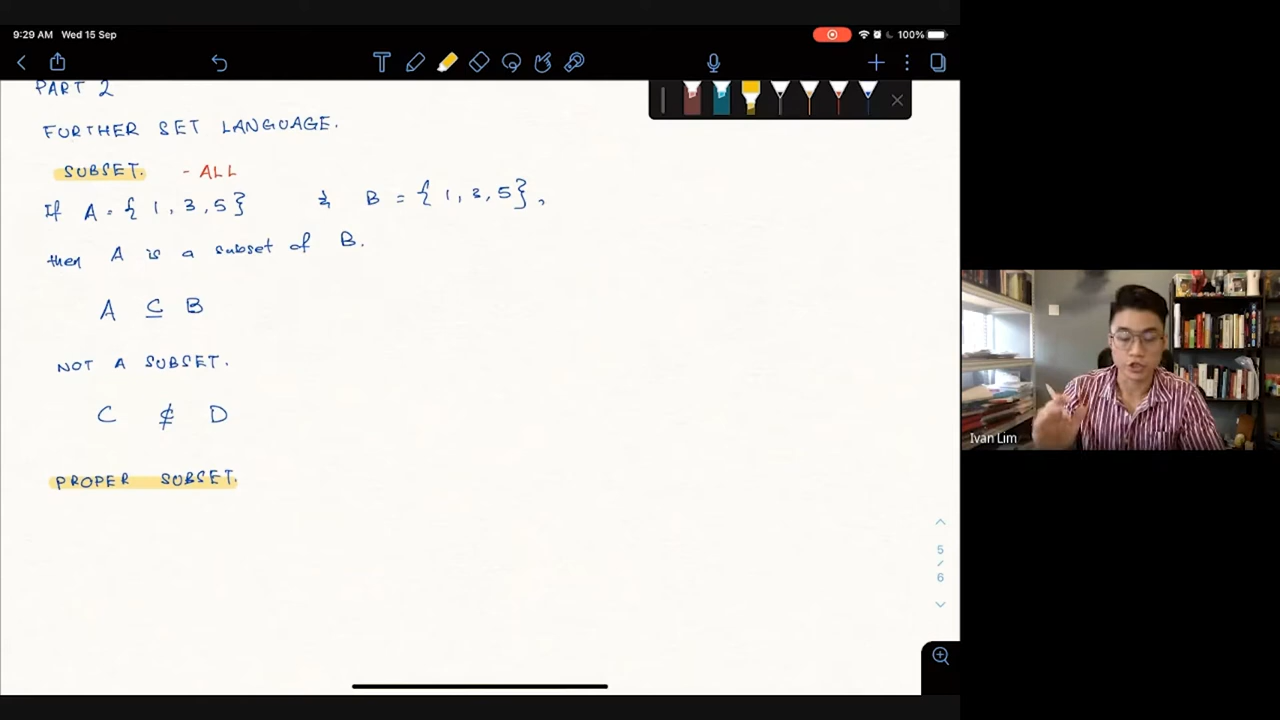 9:29 AM Wed 15 Sep
100%
PART 2
FURTHER SET LANGUAGE.
SUBSET. - ALL
If A = { 1, 3, 5 } & B = { 1, 3, 5 },
then A is a subset of B.
A ⊆ B
NOT A SUBSET.
C ⊄ D
PROPER SUBSET.
5
/
6
Ivan Lim